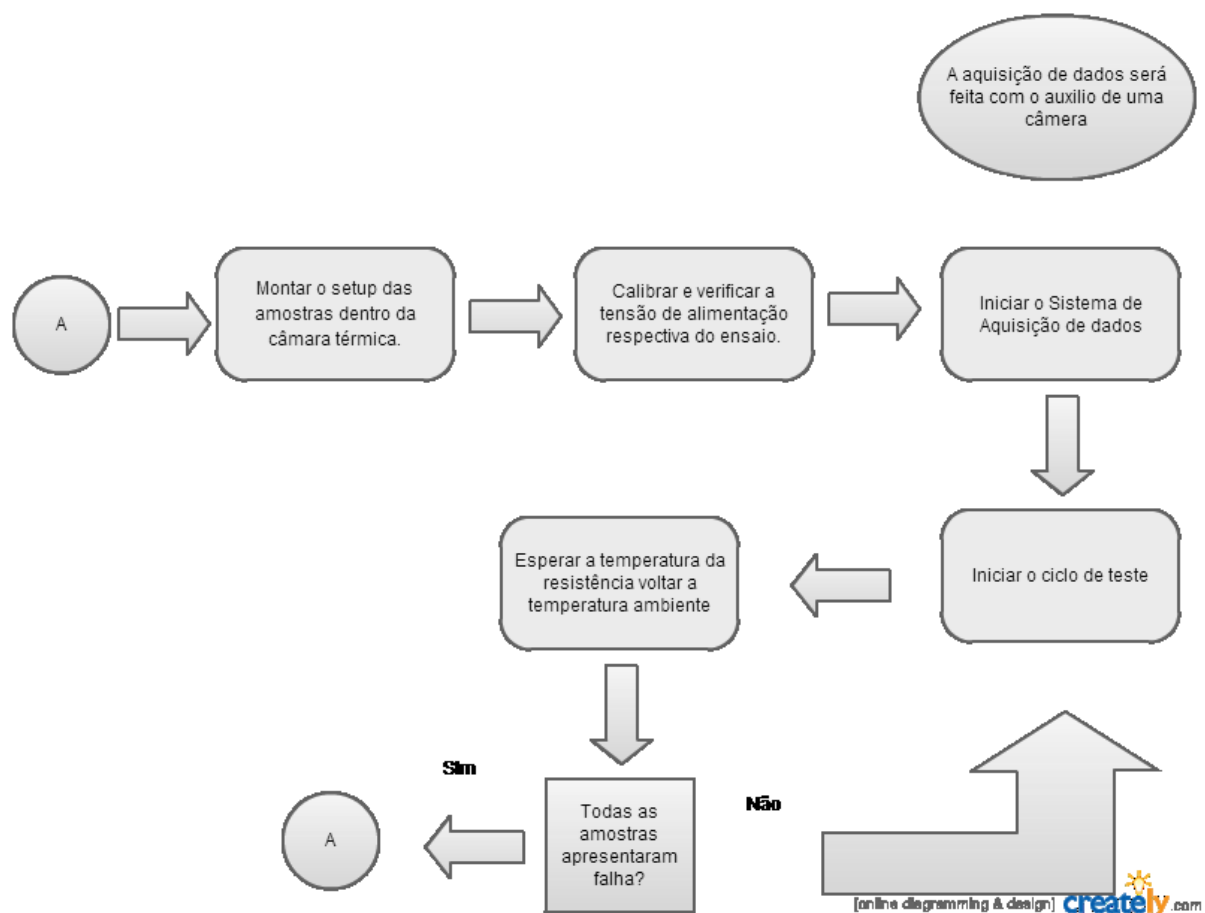 A aquisição de dados será
feita com o auxilio de uma
câmera
A
Montar o setup das
amostras dentro da
câmara térmica.
Calibrar e verificar a
tensão de alimentação
respectiva do ensaio.
Iniciar o Sistema de
Aquisição de dados
Esperar a temperatura da
resistência voltar a
temperatura ambiente
Iniciar o ciclo de teste
Sim
Não
A
Todas as
amostras
apresentaram
falha?
[online diagramming & design] creately.com